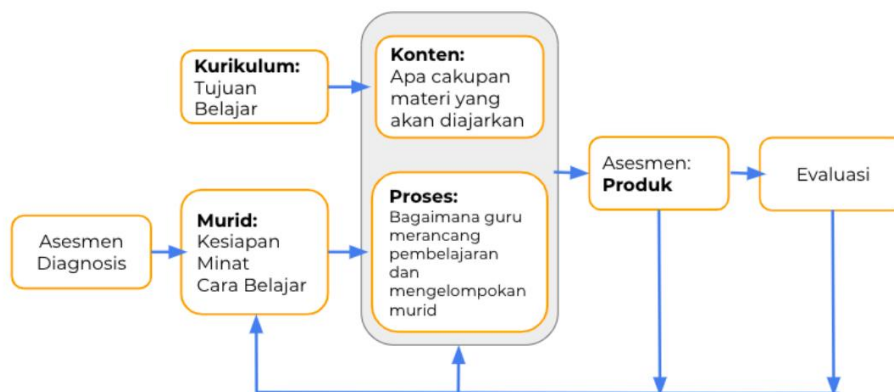 Kurikulum:
Tujuan
Belajar
Konten:
Apa cakupan
materi yang
akan diajarkan
Asesmen
Diagnosis
Murid:
Kesiapan
Minat
Cara Belajar
Proses:
Bagaimana guru
merancang
pembelajaran
dan
mengelompokan
murid
Asesmen:
Produk
Evaluasi